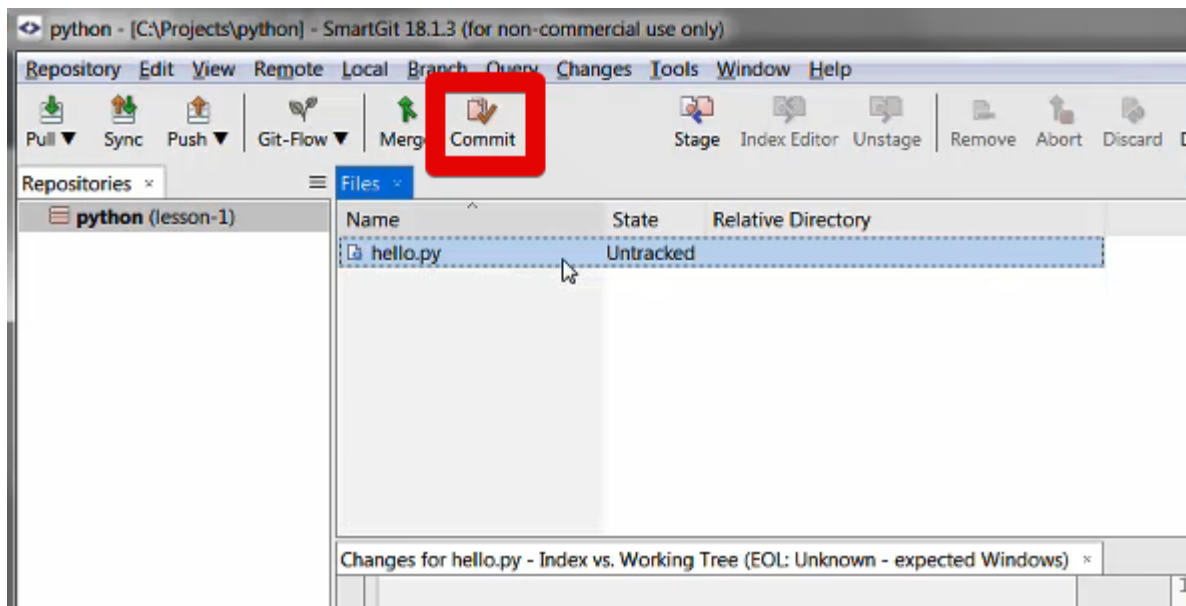 python - [C:\Projects\python] - SmartGit 18.1.3 (for non-commercial use only)
Repository Edit View Remote Local Branch Query Changes Tools Window Help
Pull ▼ Sync Push ▼ Git-Flow ▼ Merg Commit Stage Index Editor Unstage Remove Abort Discard
Repositories × Files ×
python (lesson-1)
Name State Relative Directory
hello.py Untracked
Changes for hello.py - Index vs. Working Tree (EOL: Unknown - expected Windows) ×